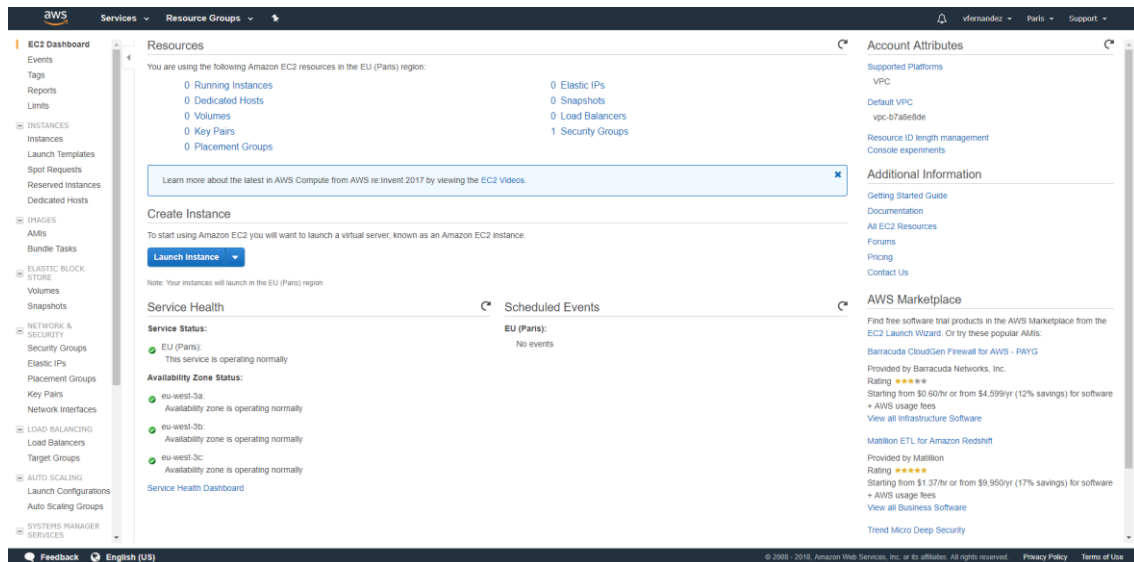 aws Services Resource Groups vfernandez Paris Support
EC2 Dashboard
Events
Tags
Reports
Limits
INSTANCES
Instances
Launch Templates
Spot Requests
Reserved Instances
Dedicated Hosts
IMAGES
AMIs
Bundle Tasks
ELASTIC BLOCK
STORE
Volumes
Snapshots
NETWORK &
SECURITY
Security Groups
Elastic IPs
Placement Groups
Key Pairs
Network Interfaces
LOAD BALANCING
Load Balancers
Target Groups
AUTO SCALING
Launch Configurations
Auto Scaling Groups
SYSTEMS MANAGER
SERVICES
Resources
You are using the following Amazon EC2 resources in the EU (Paris) region:
0 Running Instances
0 Dedicated Hosts
0 Volumes
0 Key Pairs
0 Placement Groups
0 Elastic IPs
0 Snapshots
0 Load Balancers
1 Security Groups
Learn more about the latest in AWS Compute from AWS re:Invent 2017 by viewing the EC2 Videos.
Create Instance
To start using Amazon EC2 you will want to launch a virtual server, known as an Amazon EC2 instance.
Launch Instance
Note: Your instances will launch in the EU (Paris) region
Service Health
Service Status:
EU (Paris):
This service is operating normally
Availability Zone Status:
eu-west-3a:
Availability zone is operating normally
eu-west-3b:
Availability zone is operating normally
eu-west-3c:
Availability zone is operating normally
Service Health Dashboard
Scheduled Events
EU (Paris):
No events
Account Attributes
Supported Platforms
VPC
Default VPC
vpc-b7a8e8de
Resource ID length management
Console experiments
Additional Information
Getting Started Guide
Documentation
All EC2 Resources
Forums
Pricing
Contact Us
AWS Marketplace
Find free software trial products in the AWS Marketplace from the
EC2 Launch Wizard. Or try these popular AMIs:
Barracuda CloudGen Firewall for AWS - PAYG
Provided by Barracuda Networks, Inc.
Rating
Starting from $0.60/hr or from $4,599/yr (12% savings) for software
+ AWS usage fees
View all Infrastructure Software
Matillion ETL for Amazon Redshift
Provided by Matillion
Rating
Starting from $1.37/hr or from $9,950/yr (17% savings) for software
+ AWS usage fees
View all Business Software
Trend Micro Deep Security
Feedback English (US) © 2008 - 2018, Amazon Web Services, Inc. or its affiliates. All rights reserved. Privacy Policy Terms of Use